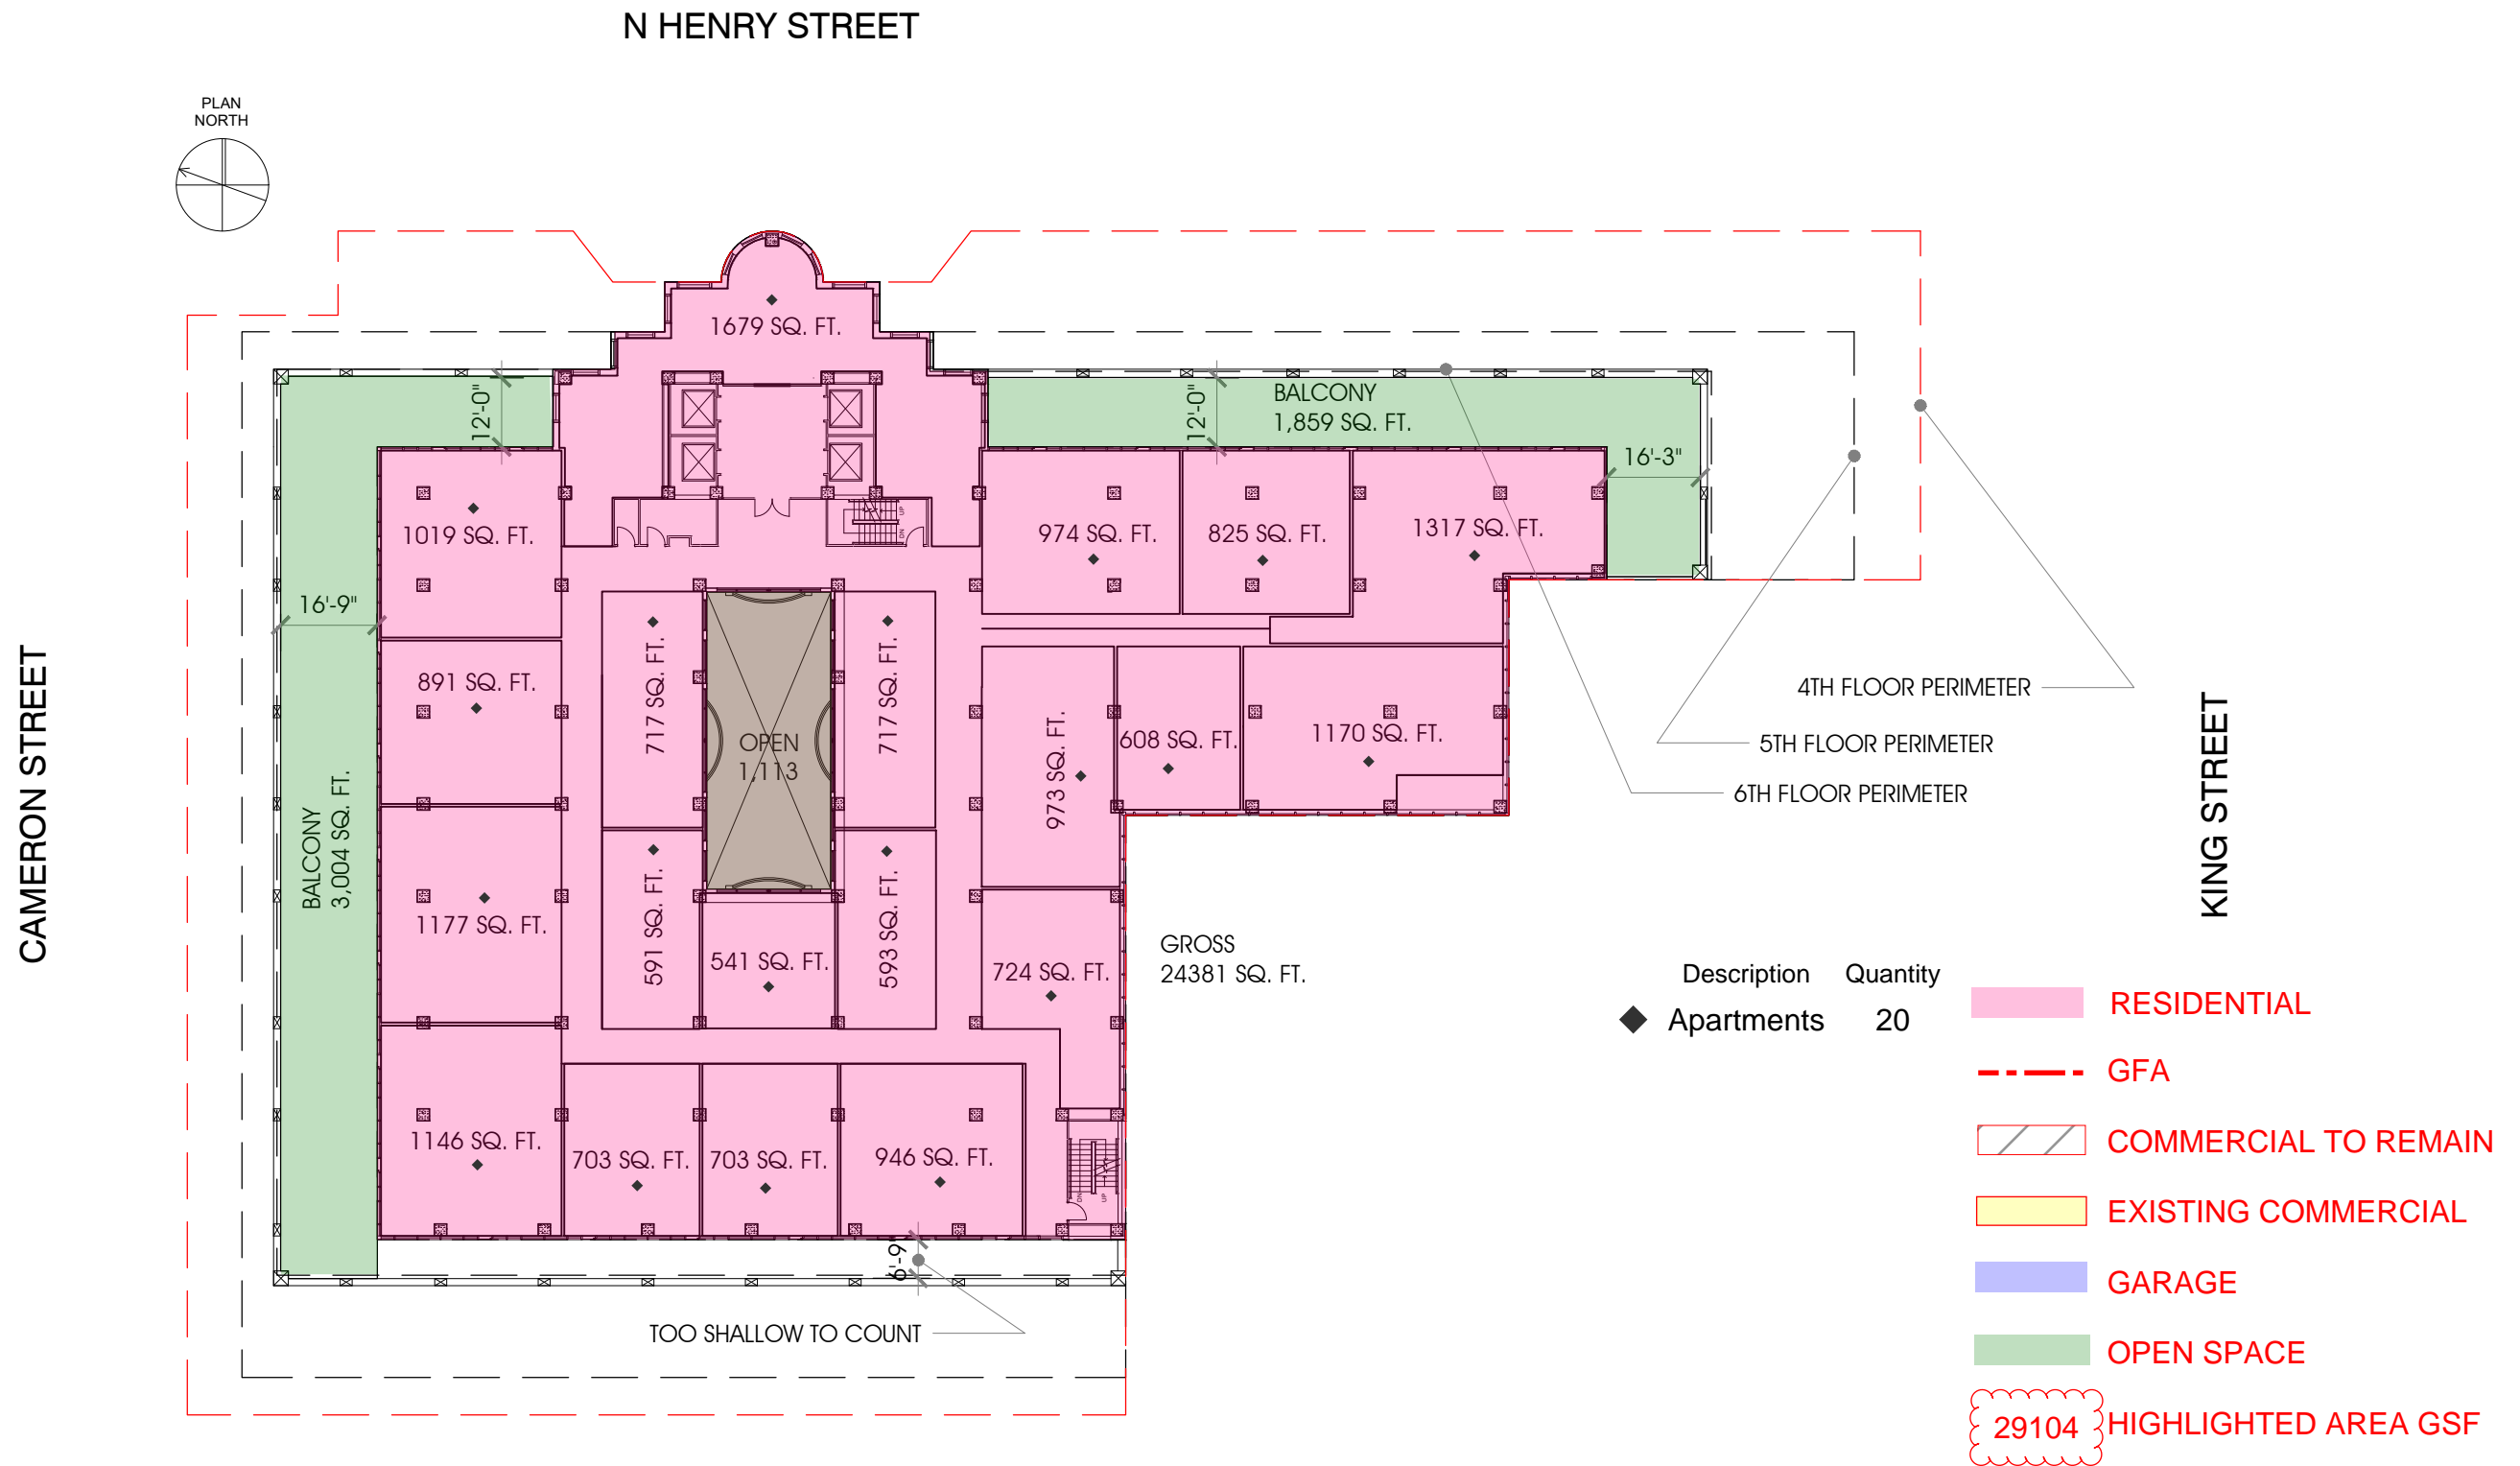 N HENRY STREET
PLAN
NORTH
1679 SQ. FT.
12'-0"
12'-0"
BALCONY
1,859 SQ. FT.
16'-3"
1019 SQ. FT.
974 SQ. FT.
825 SQ. FT.
1317 SQ. FT.
UP
DN
16'-9"
891 SQ. FT.
717 SQ. FT.
717 SQ. FT.
OPEN
1,113
973 SQ. FT.
608 SQ. FT.
1170 SQ. FT.
4TH FLOOR PERIMETER
5TH FLOOR PERIMETER
6TH FLOOR PERIMETER
CAMERON STREET
KING STREET
BALCONY
3,004 SQ. FT.
1177 SQ. FT.
591 SQ. FT.
541 SQ. FT.
593 SQ. FT.
724 SQ. FT.
GROSS
24381 SQ. FT.
1146 SQ. FT.
703 SQ. FT.
703 SQ. FT.
946 SQ. FT.
DN
UP
6'-9"
TOO SHALLOW TO COUNT
Description Quantity
Apartments 20
RESIDENTIAL
GFA
COMMERCIAL TO REMAIN
EXISTING COMMERCIAL
GARAGE
OPEN SPACE
29104 HIGHLIGHTED AREA GSF